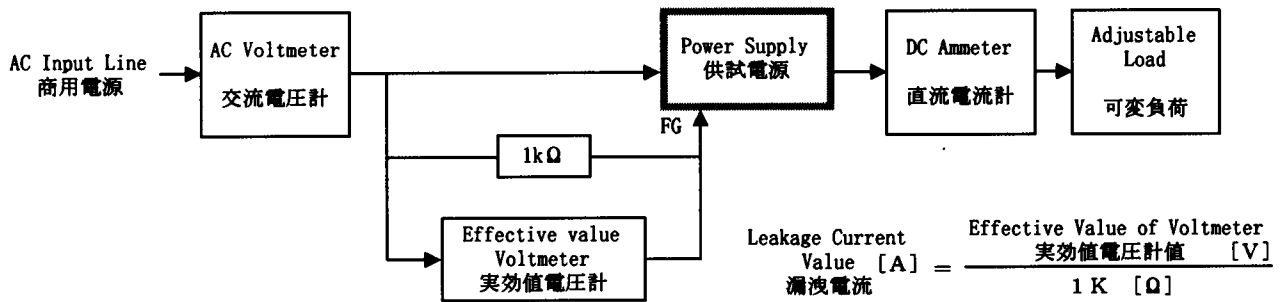 AC Input Line
商用電源
AC Voltmeter
交流電圧計
Power Supply
供試電源
FG
DC Ammeter
直流電流計
Adjustable
Load
可変負荷
1kΩ
Effective value
Voltmeter
実効値電圧計
Leakage Current
Value [A] =
漏洩電流
Effective Value of Voltmeter
実効値電圧計値 [V]
1 K [Ω]